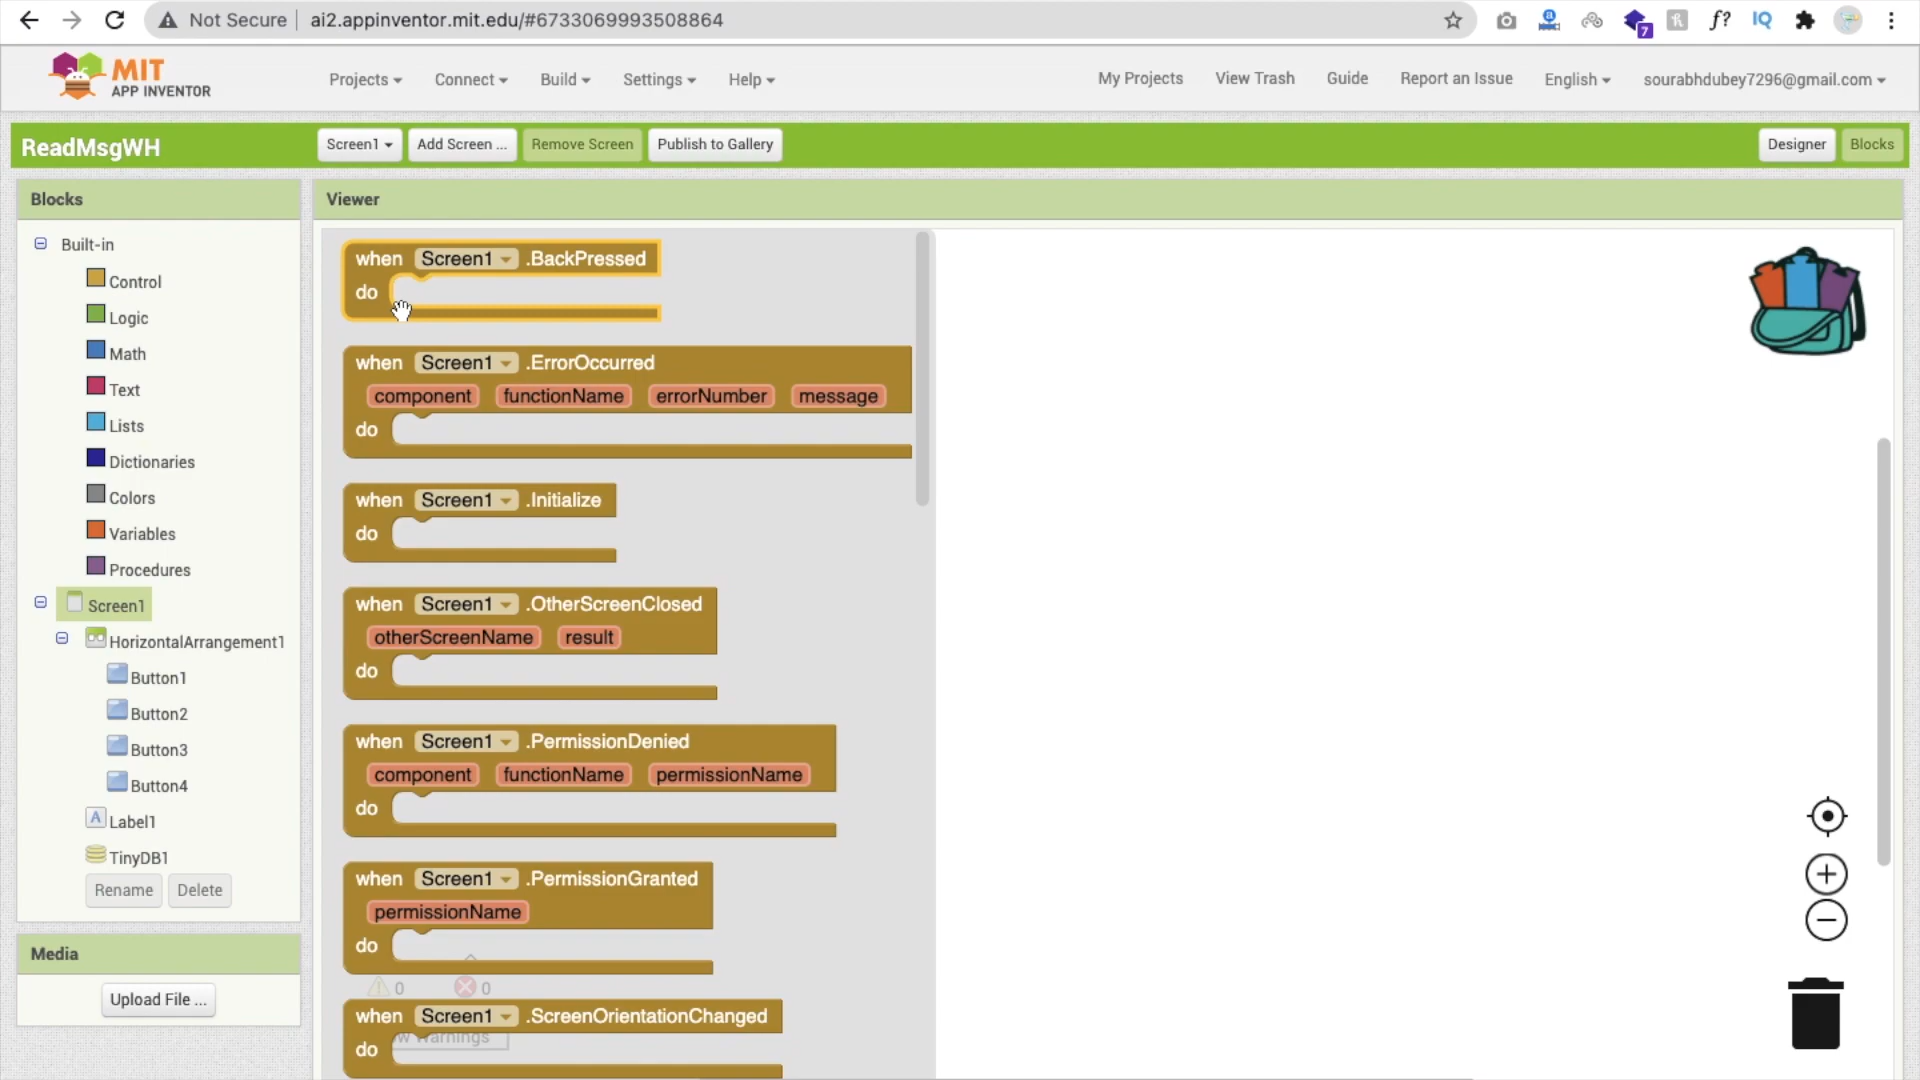 Not Secure ai2.appinventor.mit.edu/#6733069993508864 7 f? IQ
MIT
APP INVENTOR
Projects Connect Build Settings Help My Projects View Trash Guide Report an Issue English sourabhdubey7296@gmail.com
ReadMsgWH Screen1 Add Screen ... Remove Screen Publish to Gallery Designer Blocks
Blocks
Built-in
Control
Logic
Math
Text
Lists
Dictionaries
Colors
Variables
Procedures
Screen1
HorizontalArrangement1
Button1
Button2
Button3
Button4
A Label1
TinyDB1
Rename Delete
Media
Upload File ...
Viewer
when Screen1 .BackPressed
do
when Screen1 .ErrorOccurred
component functionName errorNumber message
do
when Screen1 .Initialize
do
when Screen1 .OtherScreenClosed
otherScreenName result
do
when Screen1 .PermissionDenied
component functionName permissionName
do
when Screen1 .PermissionGranted
permissionName
do
0 0
when Screen1 .ScreenOrientationChanged
do
Warnings